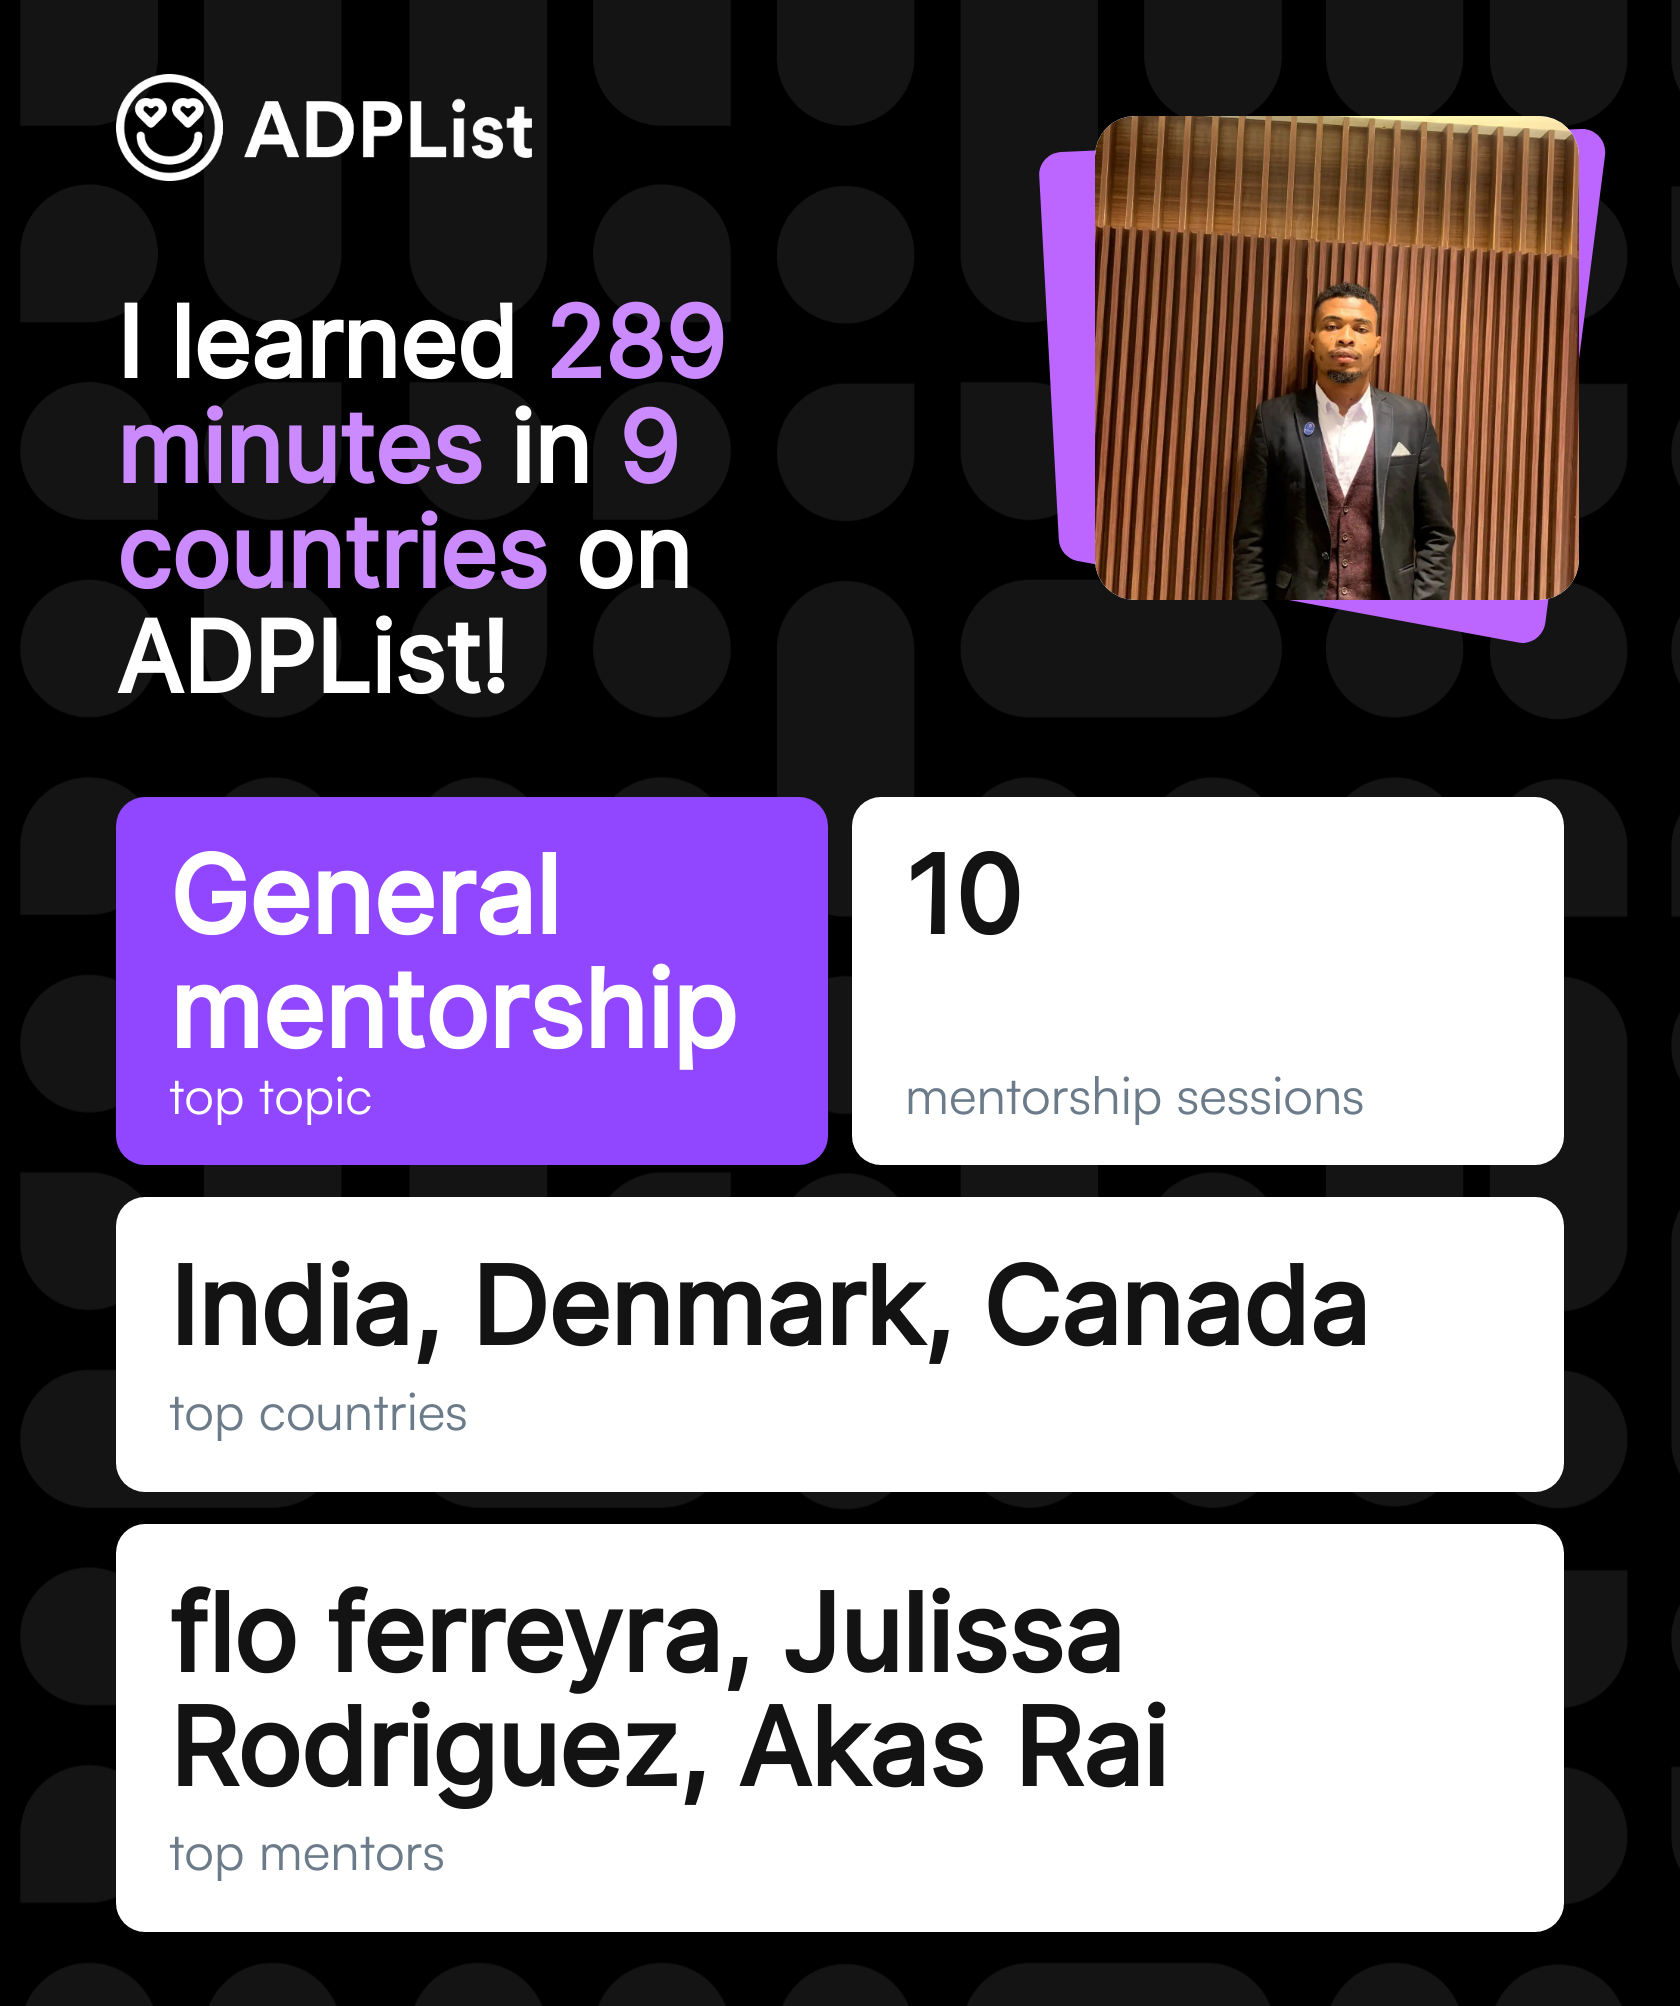 ADPList
I learned 289
minutes in 9
countries on
ADPList!
General
mentorship
top topic
10
mentorship sessions
India, Denmark, Canada
top countries
flo ferreyra, Julissa
Rodriguez, Akas Rai
top mentors